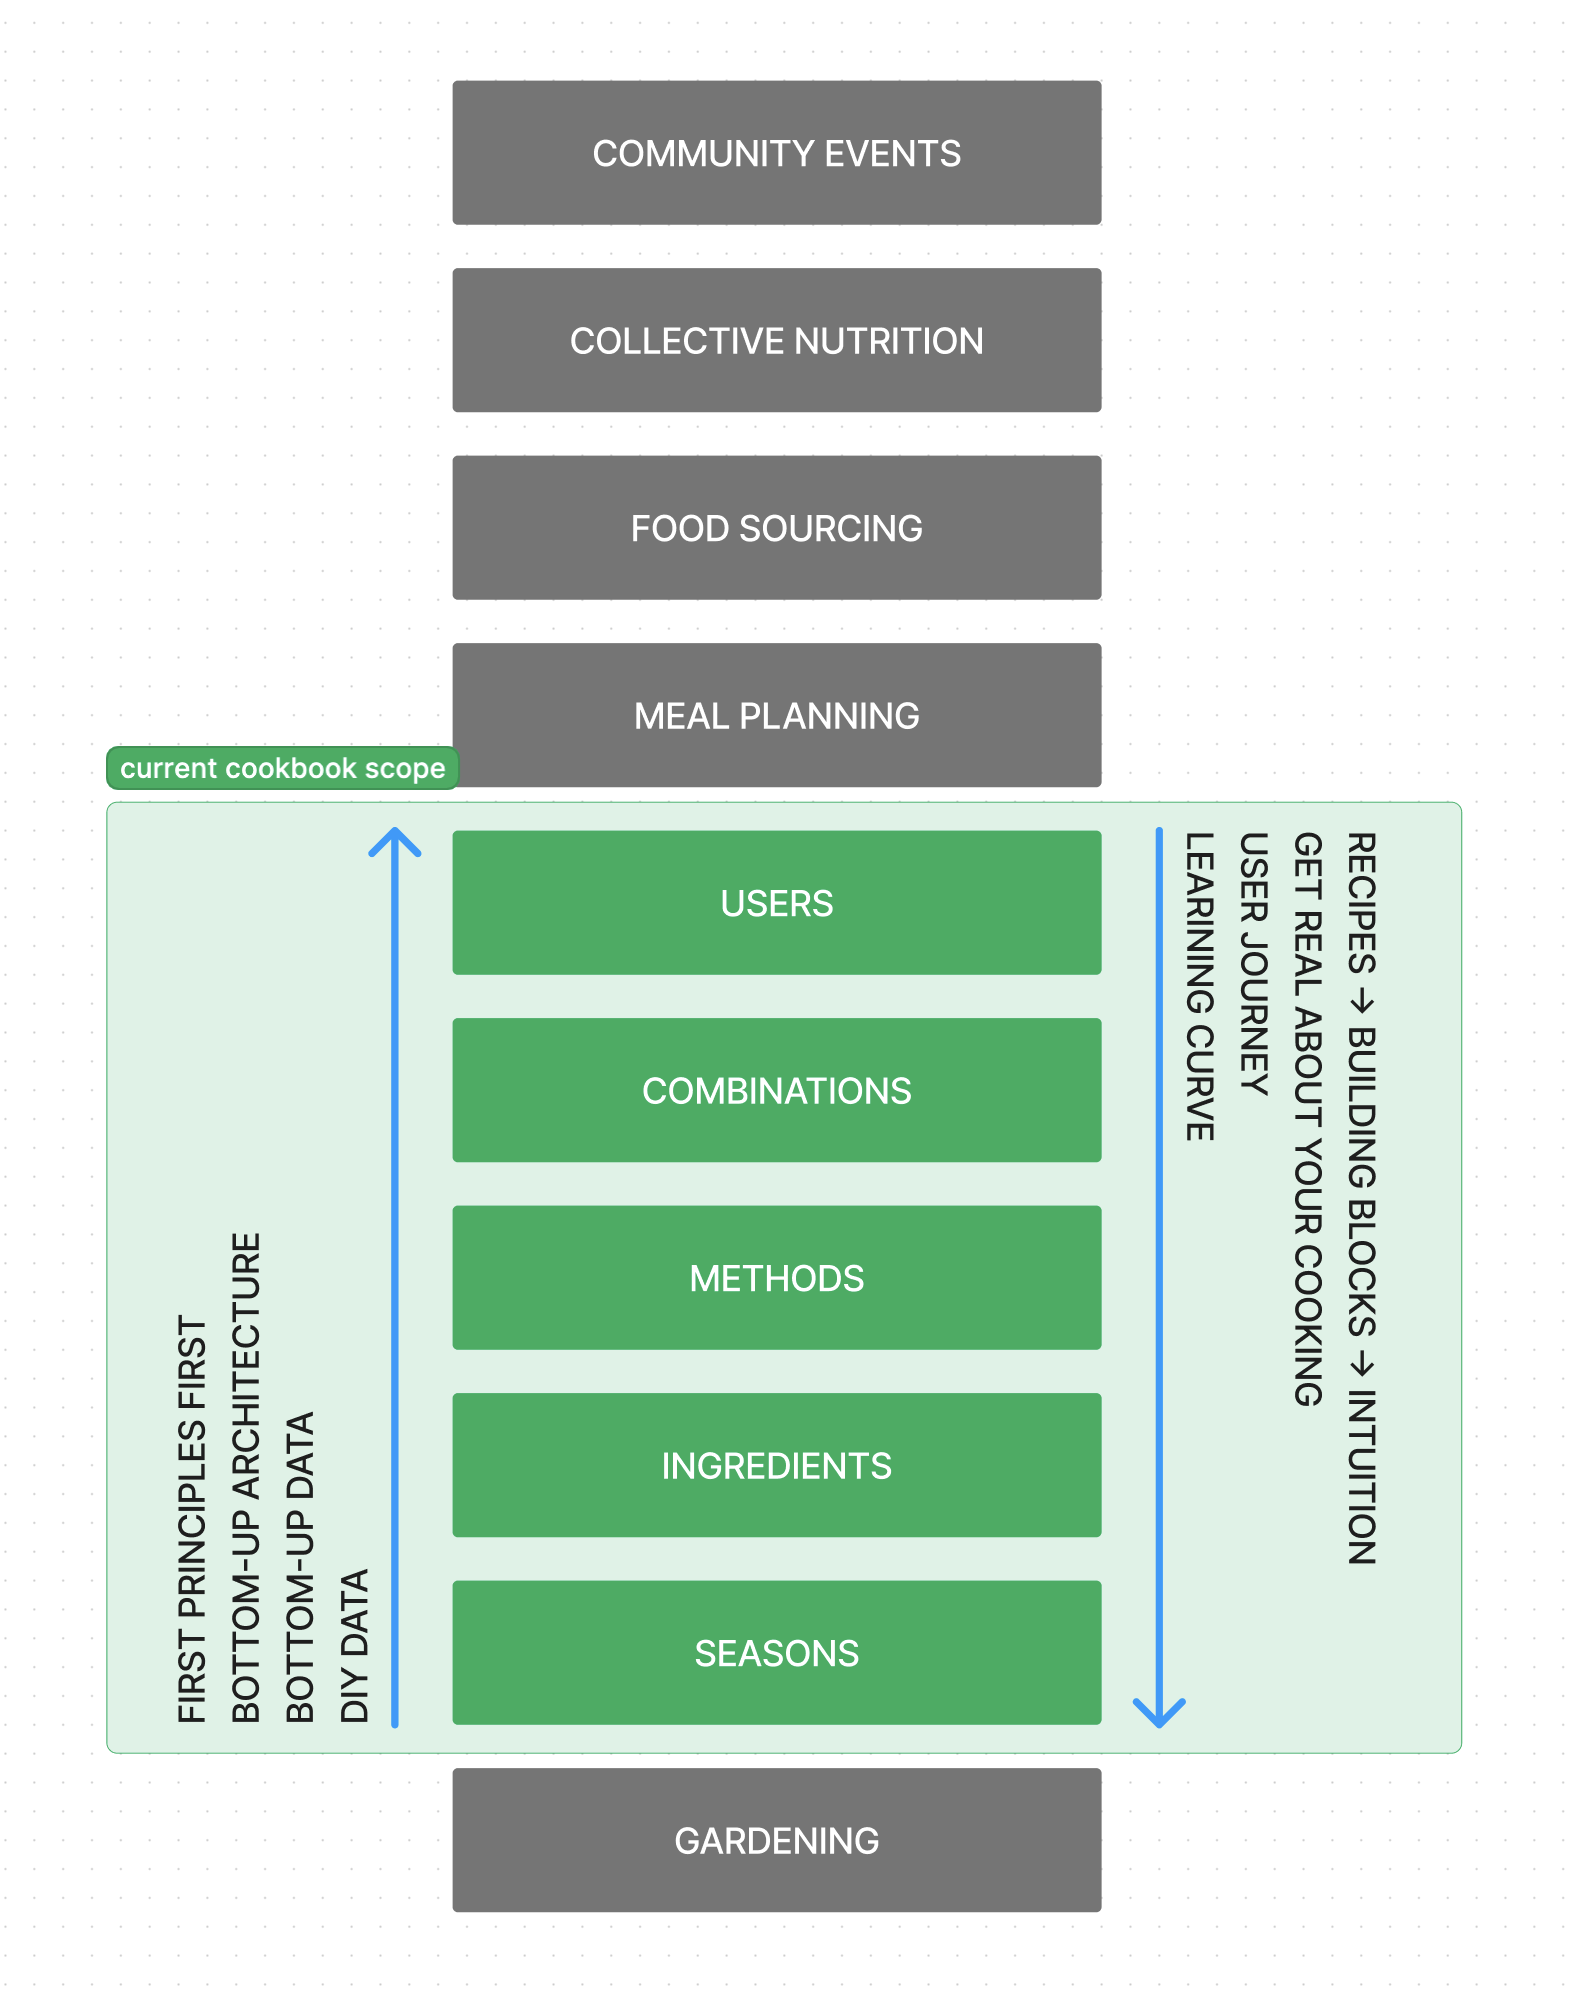 COMMUNITY EVENTS
COLLECTIVE NUTRITION
FOOD SOURCING
MEAL PLANNING
current cookbook scope
USERS
COMBINATIONS
METHODS
INGREDIENTS
SEASONS
GARDENING
FIRST PRINCIPLES FIRST
BOTTOM-UP ARCHITECTURE
BOTTOM-UP DATA
DIY DATA
RECIPES → BUILDING BLOCKS → INTUITION
GET REAL ABOUT YOUR COOKING
USER JOURNEY
LEARINING CURVE